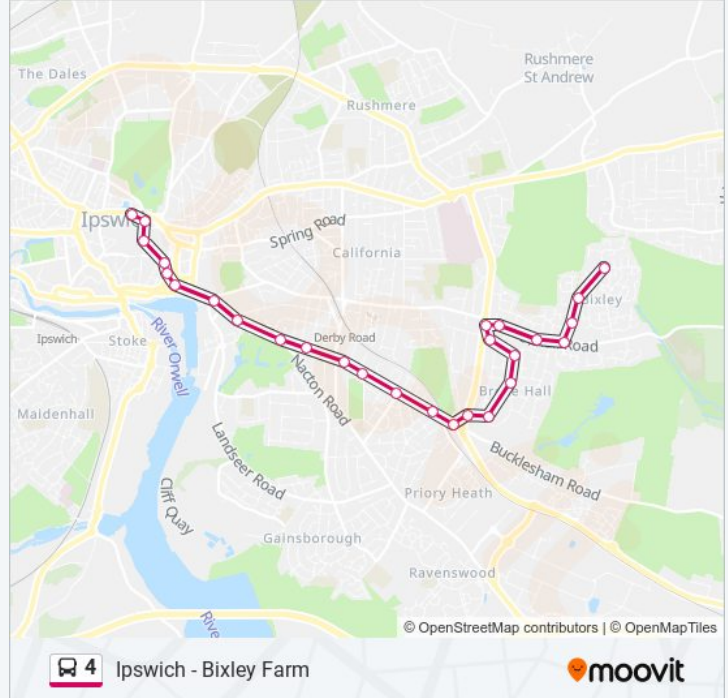 The Dales
Rushmere
St Andrew
Rushmere
Ipswic
Spring Road
California
Bixley
Ipswich
Stoke
River Orwell
Derby Road
Road
Nacton Road
Hall
Maidenhall
Landseer Road
Bucklesham Road
Cliff Quay
Priory Heath
Gainsborough
Ravenswood
© OpenStreetMap contributors | © OpenMapTiles
4 Ipswich - Bixley Farm
moovit